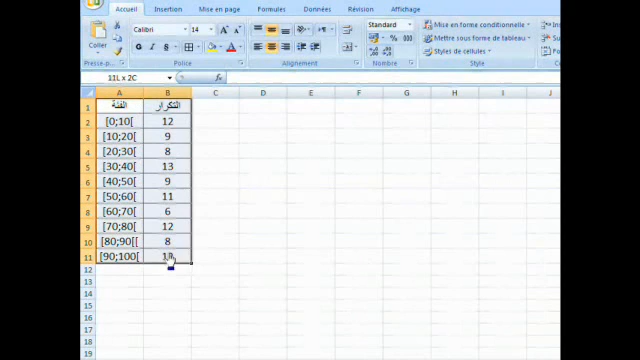 Accueil Insertion Mise en page Formules Données Révision Affichage
Coller
Calibri 14
G I S
Standard
Mise en forme conditionnelle
Mettre sous forme de tableau
Styles de cellules
Presse-p... Police Alignement Nombre Style
11L x 2C fx
A B C D E F G H I J
1 الفئة التكرار
2 [0;10[ 12
3 [10;20[ 9
4 [20;30[ 8
5 [30;40[ 13
6 [40;50[ 9
7 [50;60[ 11
8 [60;70[ 6
9 [70;80[ 12
10 [80;90[[ 8
11 [90;100[
12
13
14
15
16
17
18
19